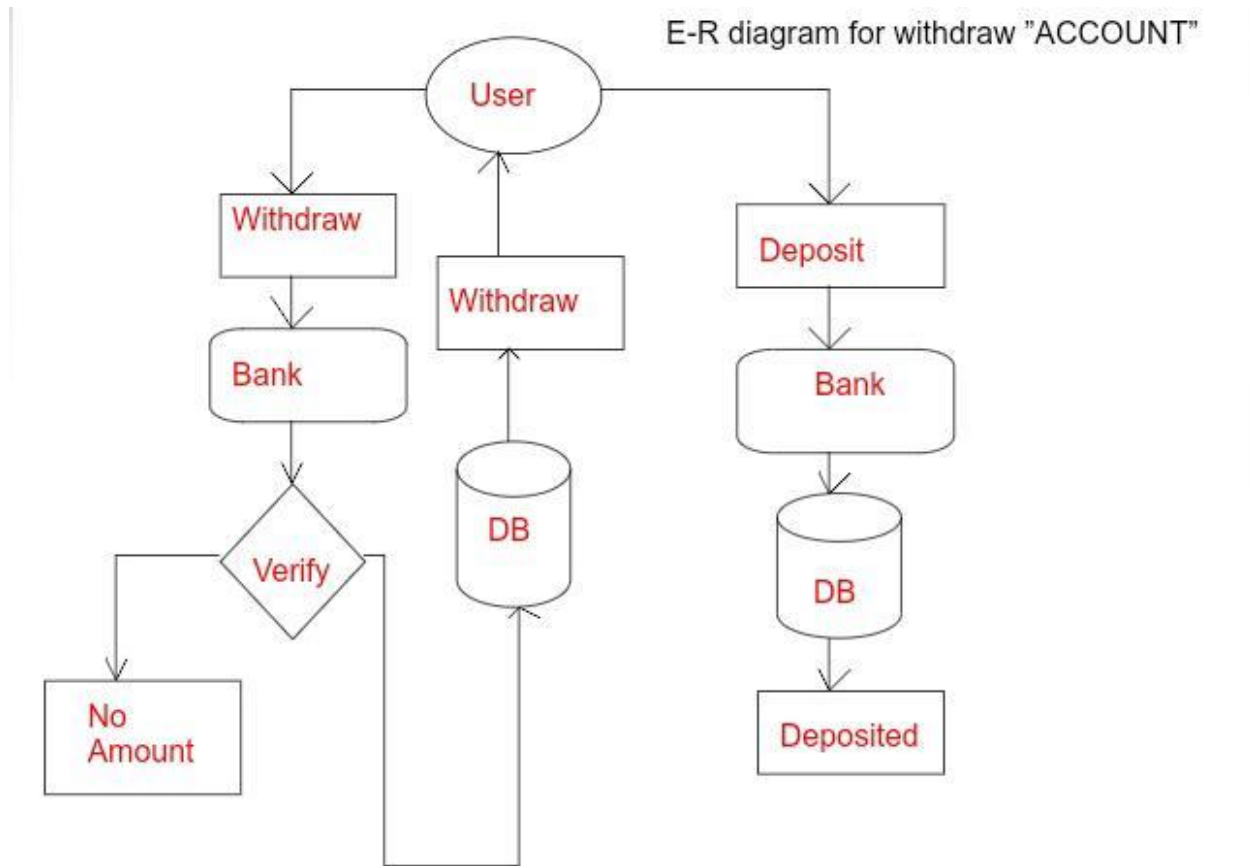 E-R diagram for withdraw ”ACCOUNT”
User
Withdraw
Withdraw
Deposit
Bank
Bank
DB
Verify
DB
No
Amount
Deposited